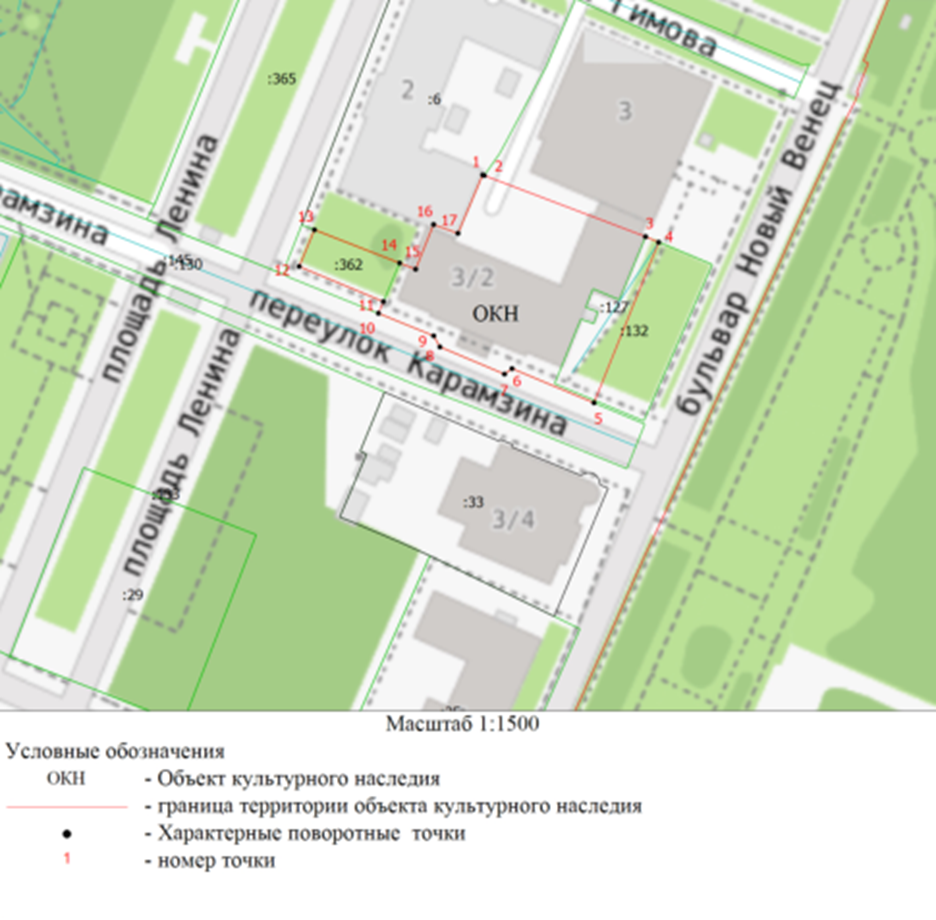 Тимова
3
:365
2
:6
Ленина
бульвар Новый Венец
1
2
13
16
17
3
4
14
15
12
:362
3/2
ОКН
:127
:132
:145
площадь
переулок Карамзина
11
10
9
8
7
6
5
площадь Ленина
:33
3/4
:29
Масштаб 1:1500
Условные обозначения
ОКН - Объект культурного наследия
- граница территории объекта культурного наследия
- Характерные поворотные точки
1 - номер точки